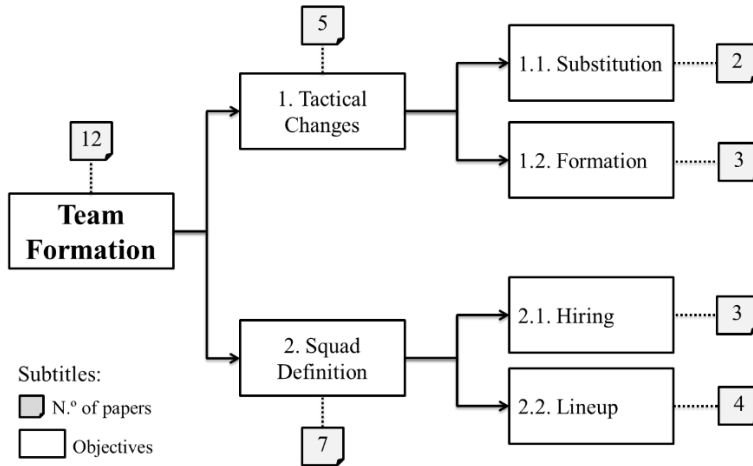 5
1. Tactical
Changes
1.1. Substitution
2
1.2. Formation
3
12
Team
Formation
2. Squad
Definition
7
2.1. Hiring
3
2.2. Lineup
4
Subtitles:
N.º of papers
Objectives